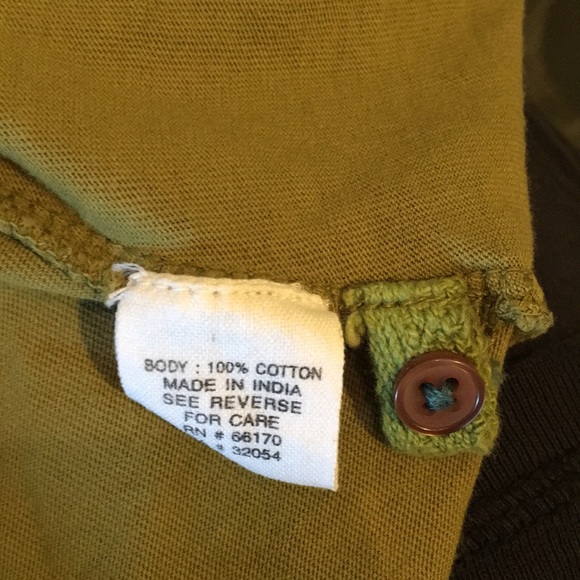 BODY : 100% COTTON
MADE IN INDIA
SEE REVERSE
FOR CARE
RN # 66170
# 32054